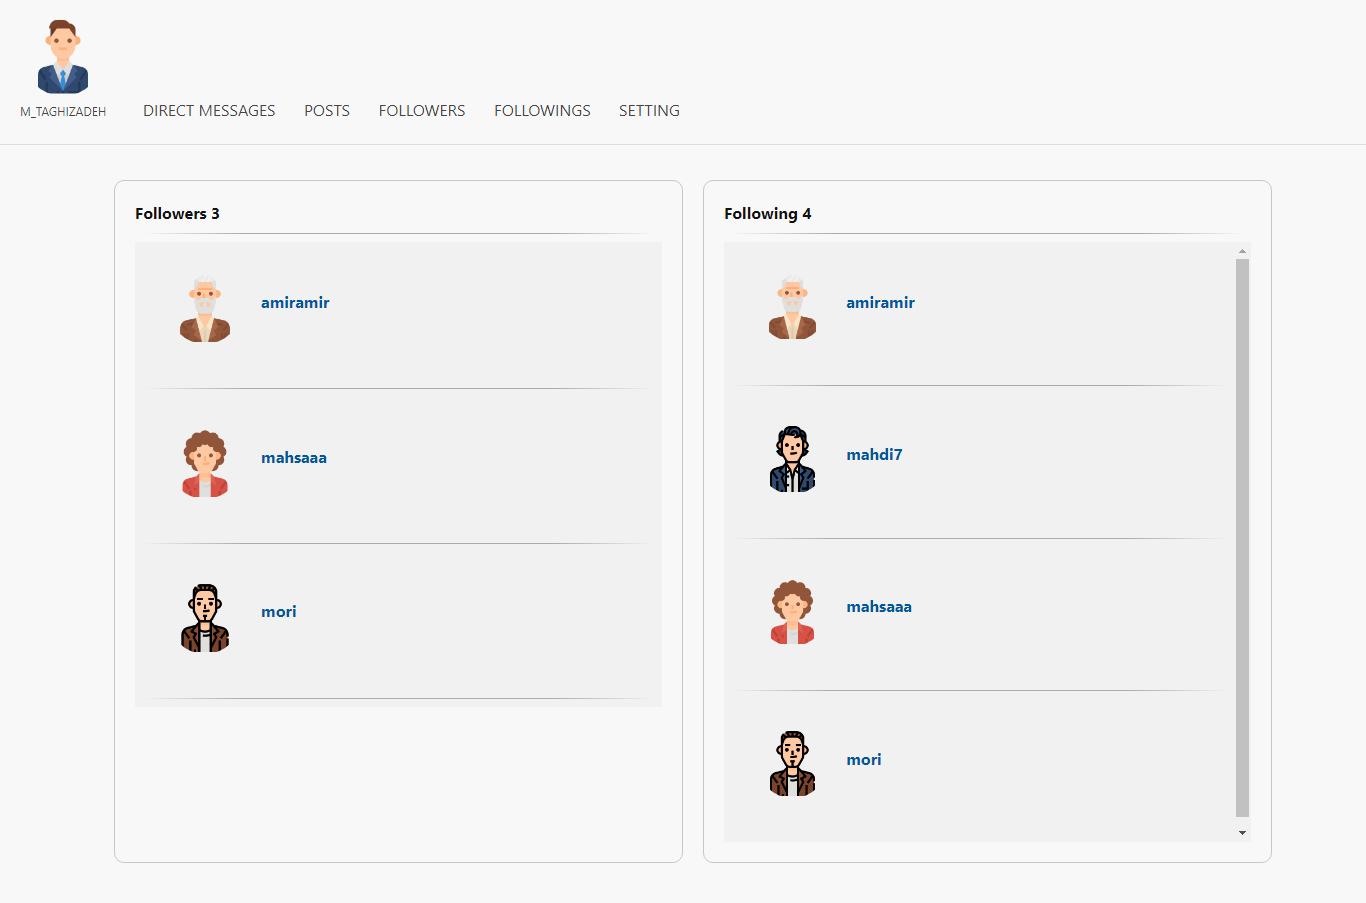 M_TAGHIZADEH DIRECT MESSAGES POSTS FOLLOWERS FOLLOWINGS SETTING
Followers 3
amiramir
mahsaaa
mori
Following 4
amiramir
mahdi7
mahsaaa
mori